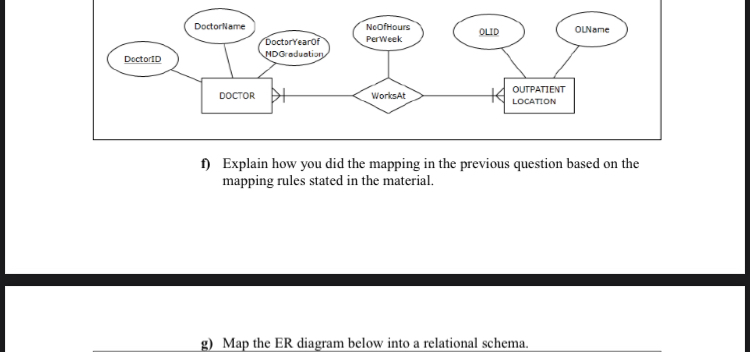 DoctorName
NoOfHours
PerWeek
OLID
OLName
DoctorYearOf
MDGraduation
DoctorID
DOCTOR
WorksAt
OUTPATIENT
LOCATION
f) Explain how you did the mapping in the previous question based on the
mapping rules stated in the material.
g) Map the ER diagram below into a relational schema.